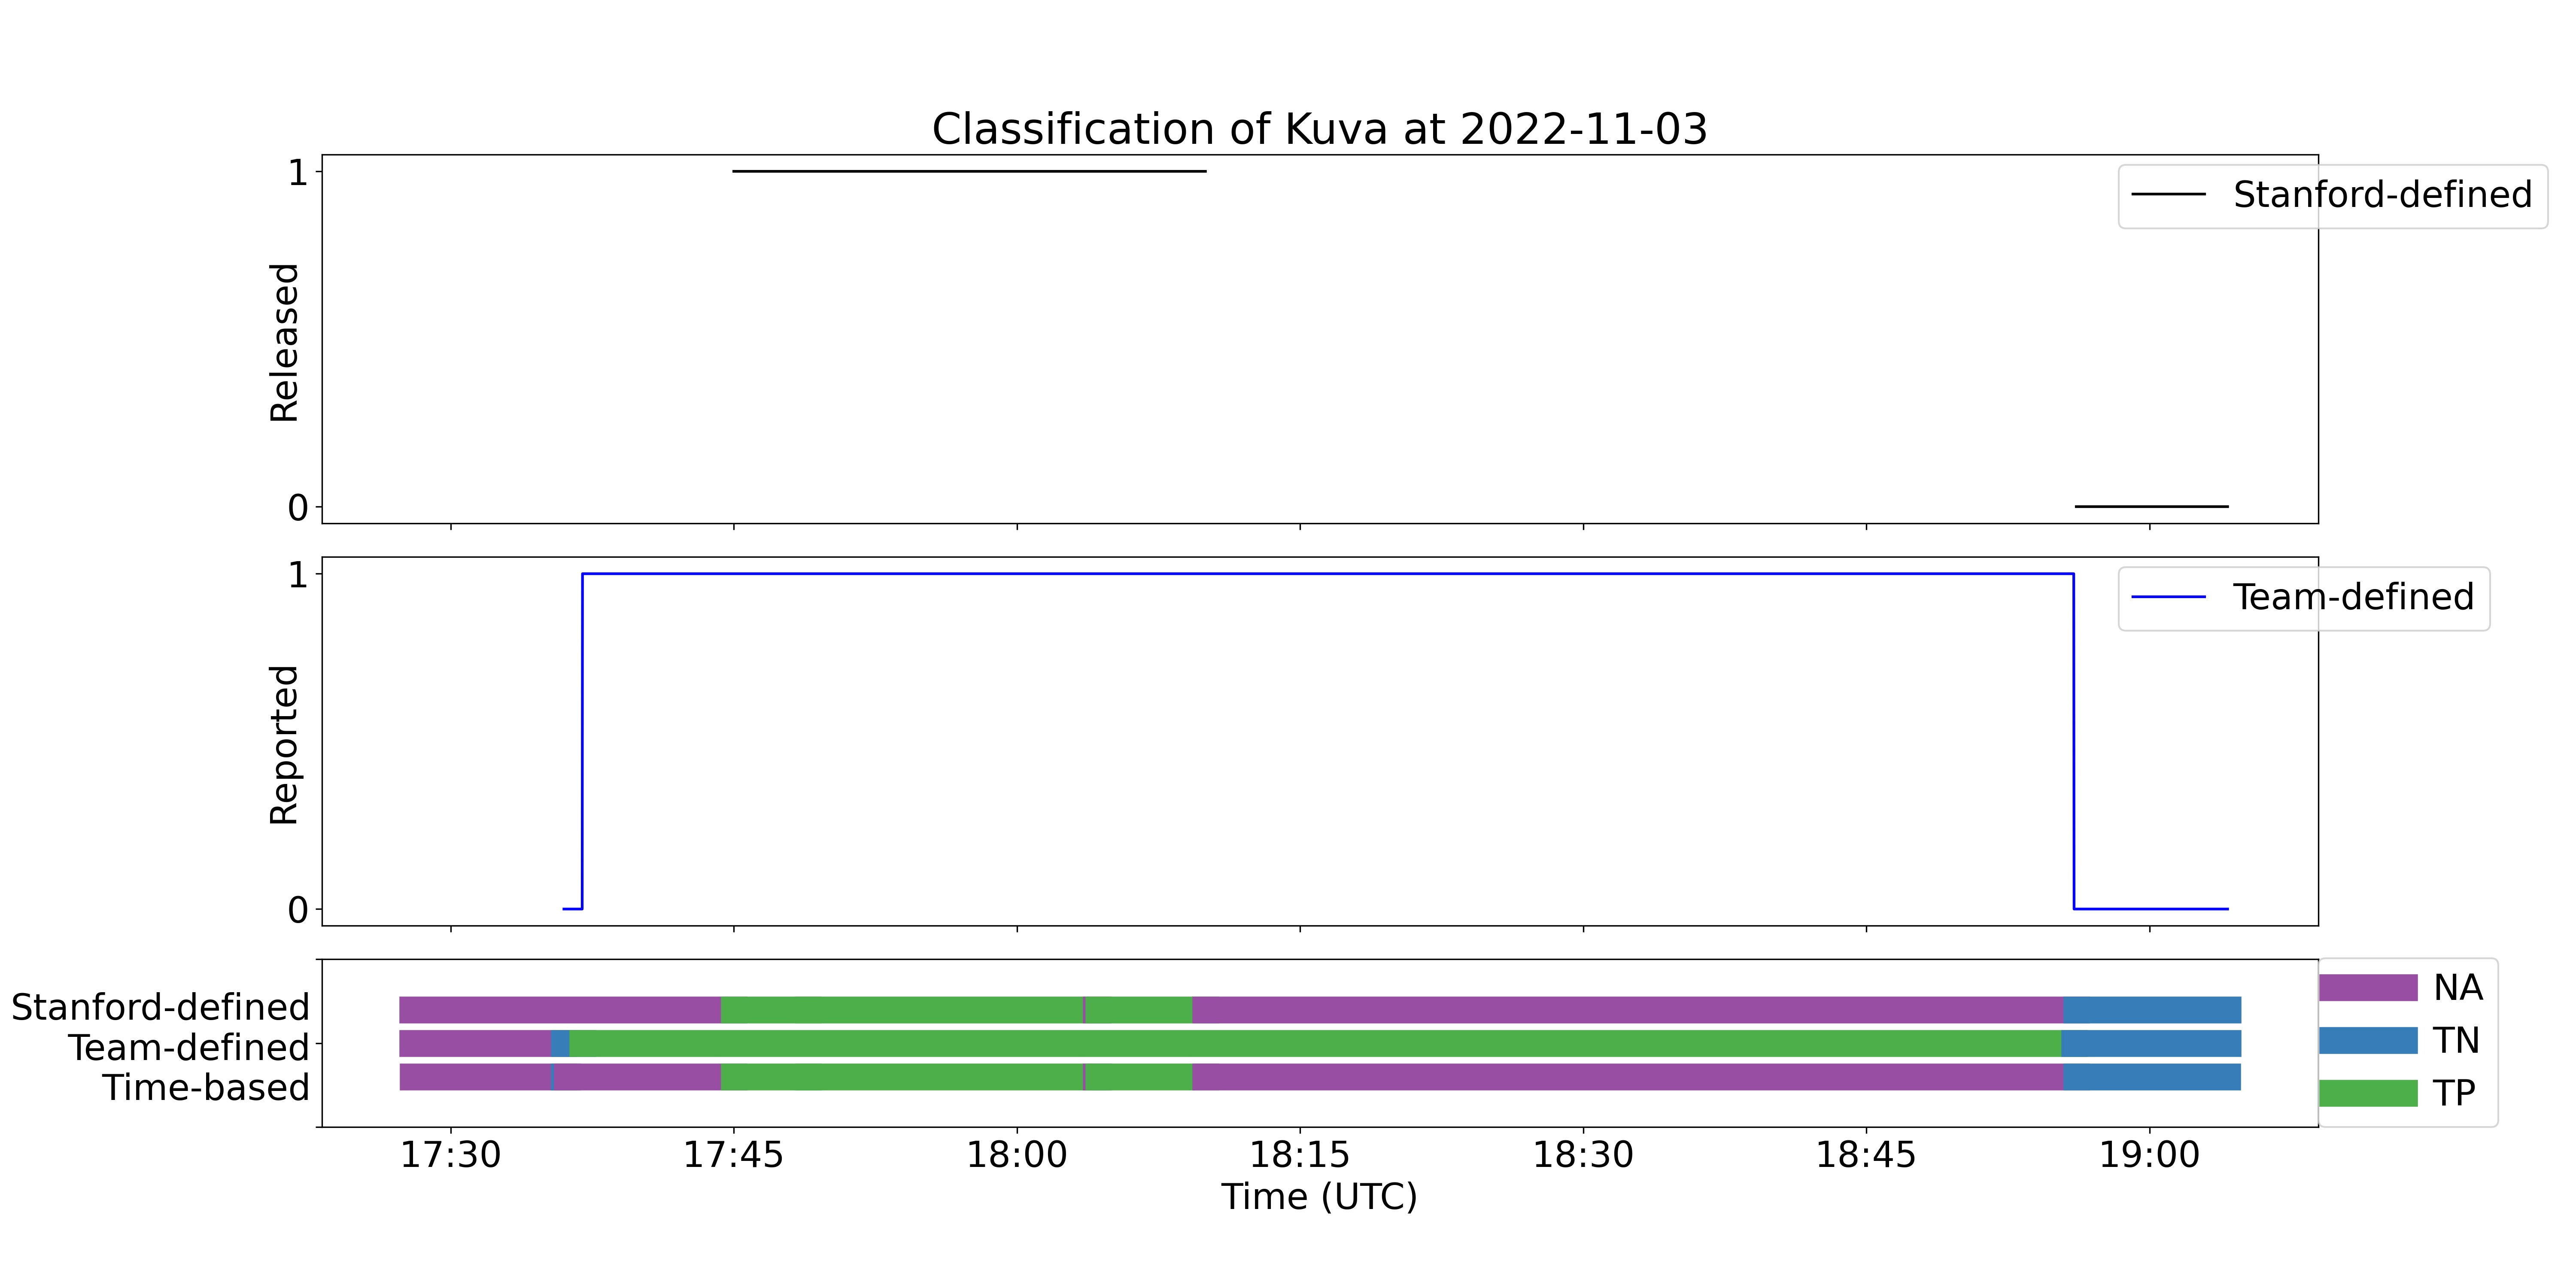 Classification of Kuva at 2022-11-03
1
0
Released
Stanford-defined
1
0
Reported
Team-defined
Stanford-defined
Team-defined
Time-based
NA
TN
TP
17:30 17:45 18:00 18:15 18:30 18:45 19:00
Time (UTC)